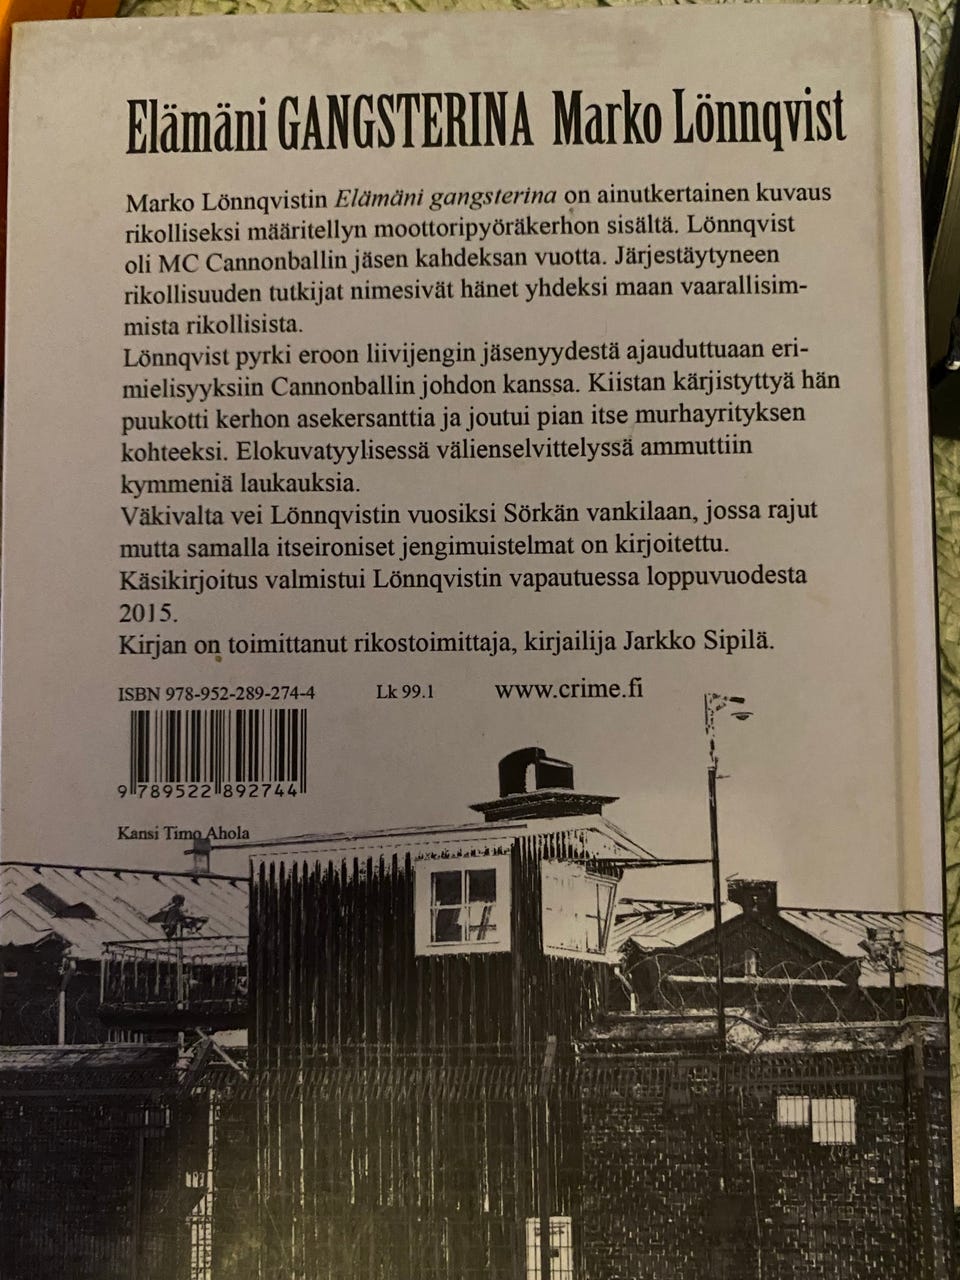 Elämäni GANGSTERINA Marko Lönnqvist
Marko Lönnqvistin Elämäni gangsterina on ainutkertainen kuvaus
rikolliseksi määritellyn moottoripyöräkerhon sisältä. Lönnqvist
oli MC Cannonballin jäsen kahdeksan vuotta. Järjestäytyneen
rikollisuuden tutkijat nimesivät hänet yhdeksi maan vaarallisim-
mista rikollisista.
Lönnqvist pyrki eroon liivijengin jäsenyydestä ajauduttuaan eri-
mielisyyksiin Cannonballin johdon kanssa. Kiistan kärjistyttyä hän
puukotti kerhon asekersanttia ja joutui pian itse murhayrityksen
kohteeksi. Elokuvatyylisessä välienselvittelyssä ammuttiin
kymmeniä laukauksia.
Väkivalta vei Lönnqvistin vuosiksi Sörkän vankilaan, jossa rajut
mutta samalla itseironiset jengimuistelmat on kirjoitettu.
Käsikirjoitus valmistui Lönnqvistin vapautuessa loppuvuodesta
2015.
Kirjan on toimittanut rikostoimittaja, kirjailija Jarkko Sipilä.
ISBN 978-952-289-274-4 Lk 99.1 www.crime.fi
9 789522 892744
Kansi Timo Ahola